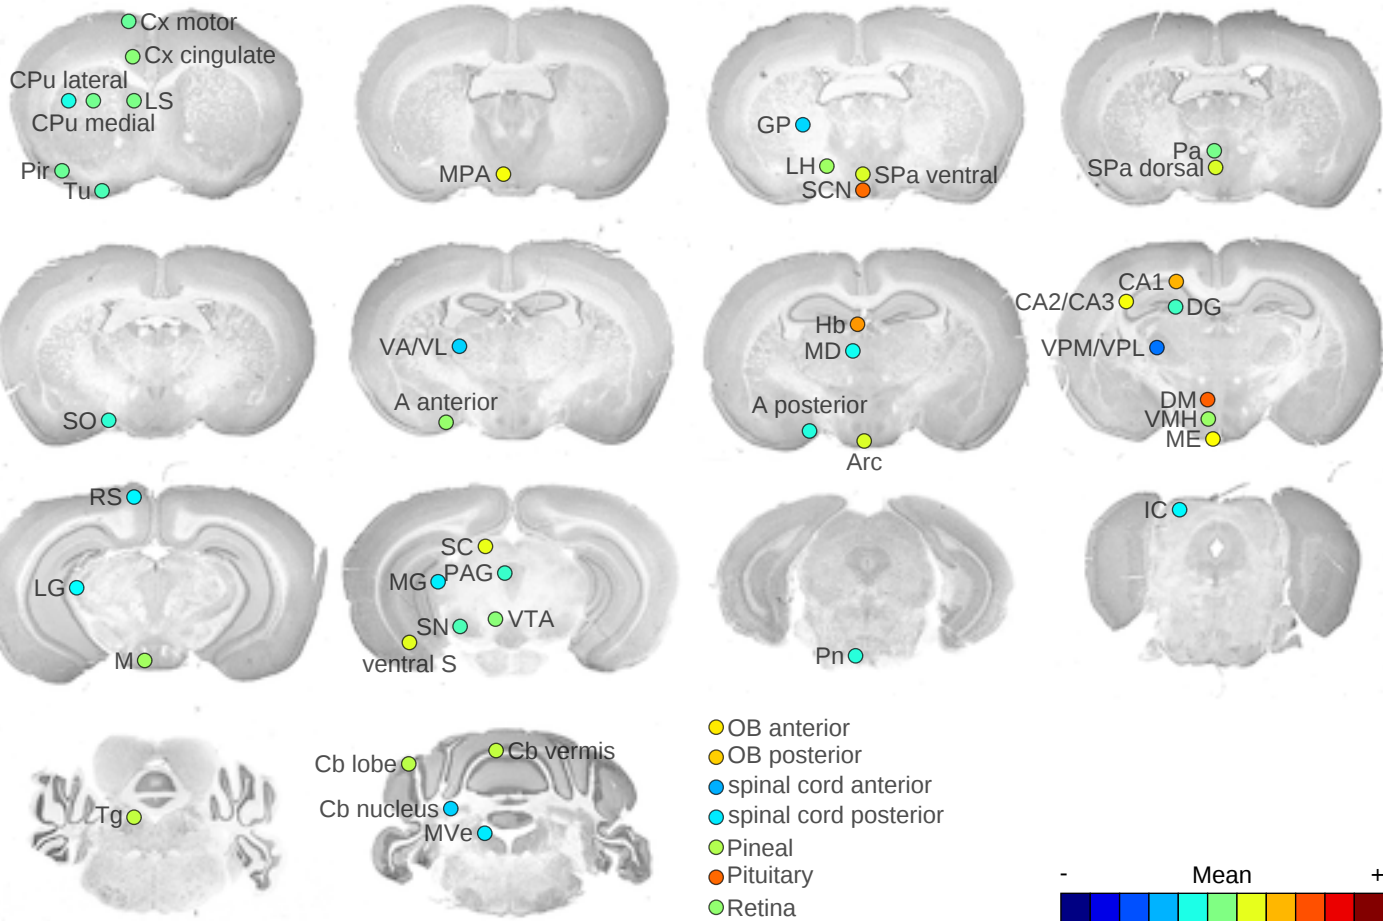 Cx motor
Cx cingulate
CPu lateral
LS
CPu medial
Pir
Tu
MPA
GP
LH
SPa ventral
SCN
Pa
SPa dorsal
SO
VA/VL
A anterior
Hb
MD
A posterior
Arc
CA1
CA2/CA3
DG
VPM/VPL
DM
VMH
ME
RS
LG
M
SC
MG
PAG
SN
VTA
ventral S
Pn
IC
Tg
Cb lobe
Cb vermis
Cb nucleus
MVe
OB anterior
OB posterior
spinal cord anterior
spinal cord posterior
Pineal
Pituitary
Retina
- Mean +